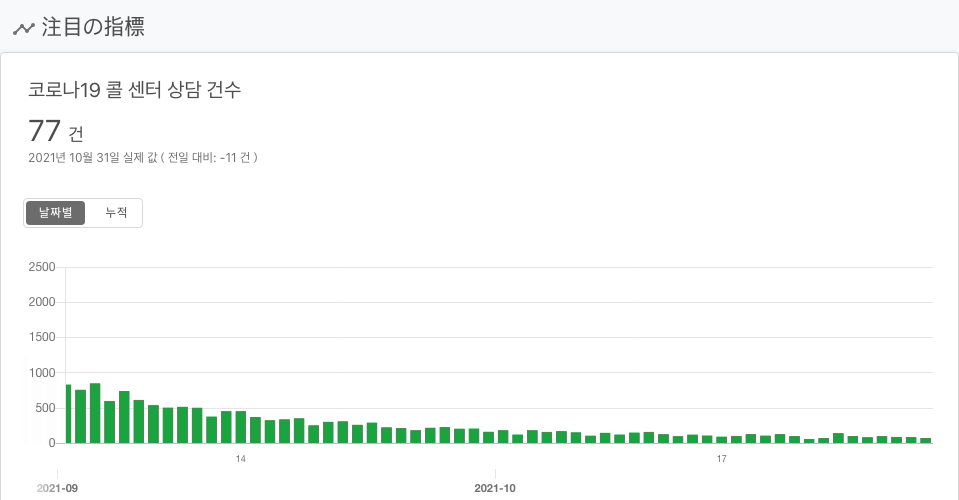 注目の指標
코로나19 콜 센터 상담 건수
77 건
2021년 10월 31일 실제 값 ( 전일 대비: -11 건 )
날짜별 누적
2500
2000
1500
1000
500
0
14 17
2021-09 2021-10